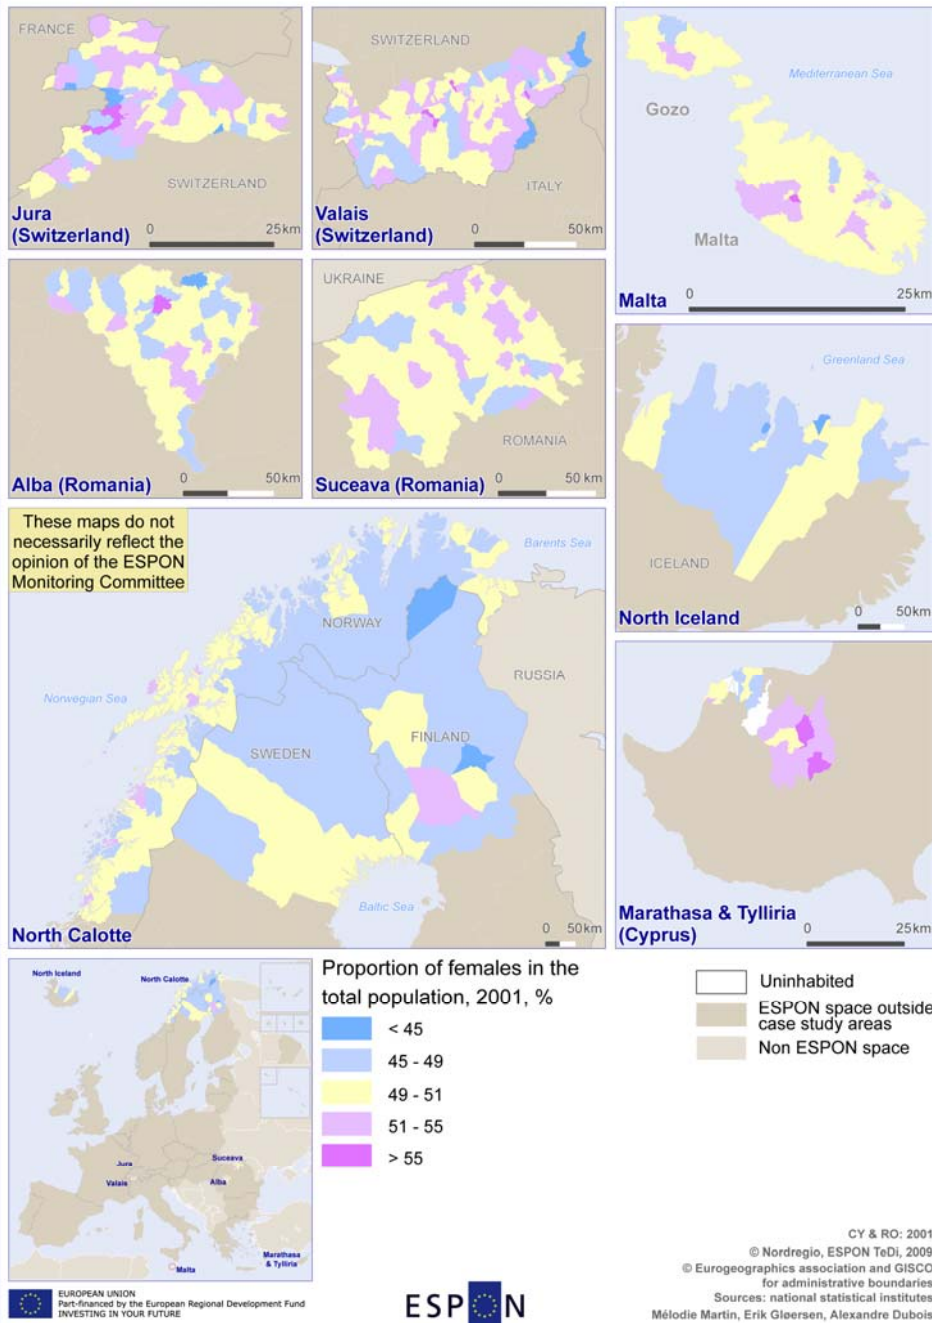 FRANCE
SWITZERLAND
Jura
(Switzerland)
0 25km
SWITZERLAND
ITALY
Valais
(Switzerland)
0 50km
Mediterranean Sea
Gozo
Malta
Malta
0 25km
Alba (Romania)
0 50km
UKRAINE
ROMANIA
Suceava (Romania)
0 50km
Greenland Sea
ICELAND
North Iceland
0 50km
These maps do not
necessarily reflect the
opinion of the ESPON
Monitoring Committee
Barents Sea
NORWAY
RUSSIA
Norwegian Sea
SWEDEN
FINLAND
Baltic Sea
North Calotte
0 50km
Marathasa & Tylliria
(Cyprus)
0 25km
North Iceland
North Calotte
Jura
Suceava
Valais
Alba
Marathasa
& Tylliria
Malta
Proportion of females in the
total population, 2001, %
< 45
45 - 49
49 - 51
51 - 55
> 55
Uninhabited
ESPON space outside
case study areas
Non ESPON space
EUROPEAN UNION
Part-financed by the European Regional Development Fund
INVESTING IN YOUR FUTURE
ESPON
CY & RO: 2001
© Nordregio, ESPON TeDi, 2009
© Eurogeographics association and GISCO
for administrative boundaries
Sources: national statistical institutes
Mélodie Martin, Erik Gløersen, Alexandre Dubois